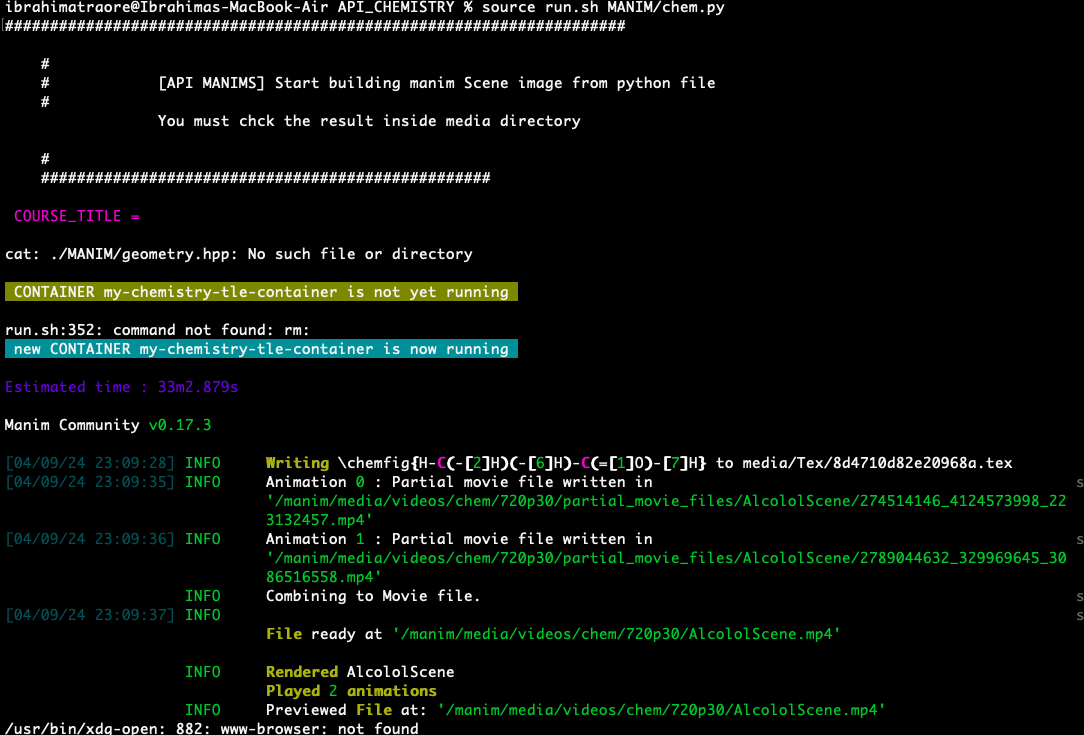 ibrahimatraore@Ibrahimas-MacBook-Air API_CHEMISTRY % source run.sh MANIM/chem.py
#####################################################################
#
# [API MANIMS] Start building manim Scene image from python file
#
You must chck the result inside media directory
#
##################################################
COURSE_TITLE =
cat: ./MANIM/geometry.hpp: No such file or directory
CONTAINER my-chemistry-tle-container is not yet running
run.sh:352: command not found: rm:
new CONTAINER my-chemistry-tle-container is now running
Estimated time : 33m2.879s
Manim Community v0.17.3
[04/09/24 23:09:28] INFO Writing \chemfig{H-C(-[2]H)(-[6]H)-C(=[1]O)-[7]H} to media/Tex/8d4710d82e20968a.tex
[04/09/24 23:09:35] INFO Animation 0 : Partial movie file written in s
'/manim/media/videos/chem/720p30/partial_movie_files/AlcololScene/274514146_4124573998_22
3132457.mp4'
[04/09/24 23:09:36] INFO Animation 1 : Partial movie file written in s
'/manim/media/videos/chem/720p30/partial_movie_files/AlcololScene/2789044632_329969645_30
86516558.mp4'
INFO Combining to Movie file. s
[04/09/24 23:09:37] INFO s
File ready at '/manim/media/videos/chem/720p30/AlcololScene.mp4'
INFO Rendered AlcololScene
Played 2 animations
INFO Previewed File at: '/manim/media/videos/chem/720p30/AlcololScene.mp4'
/usr/bin/xdg-open: 882: www-browser: not found